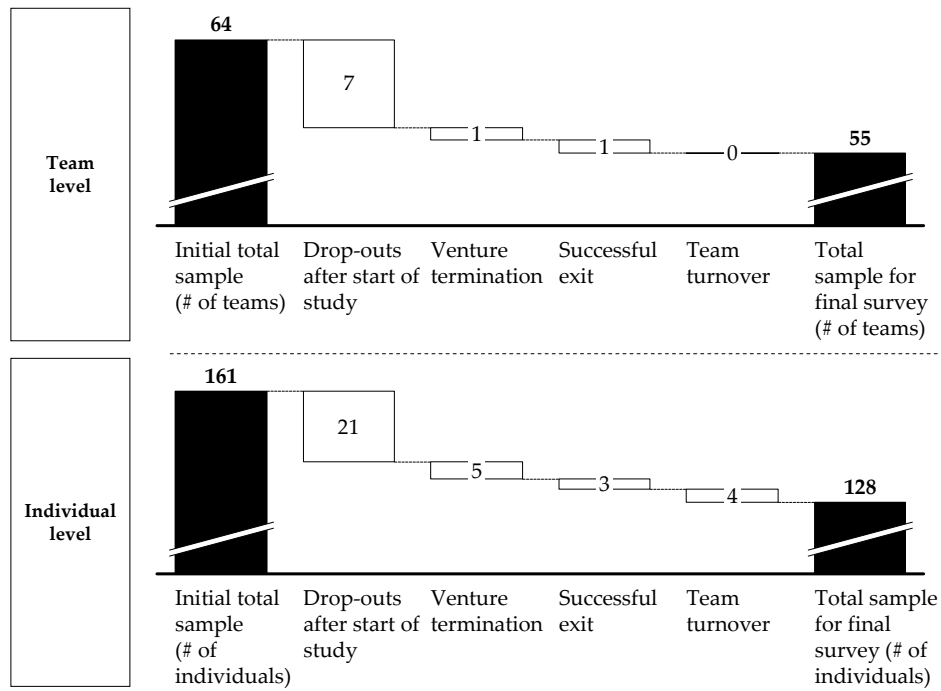 Team
level
64
7
1
1
0
55
Initial total
sample
(# of teams)
Drop-outs
after start of
study
Venture
termination
Successful
exit
Team
turnover
Total
sample for
final survey
(# of teams)
Individual
level
161
21
5
3
4
128
Initial total
sample
(# of
individuals)
Drop-outs
after start of
study
Venture
termination
Successful
exit
Team
turnover
Total sample
for final
survey (# of
individuals)